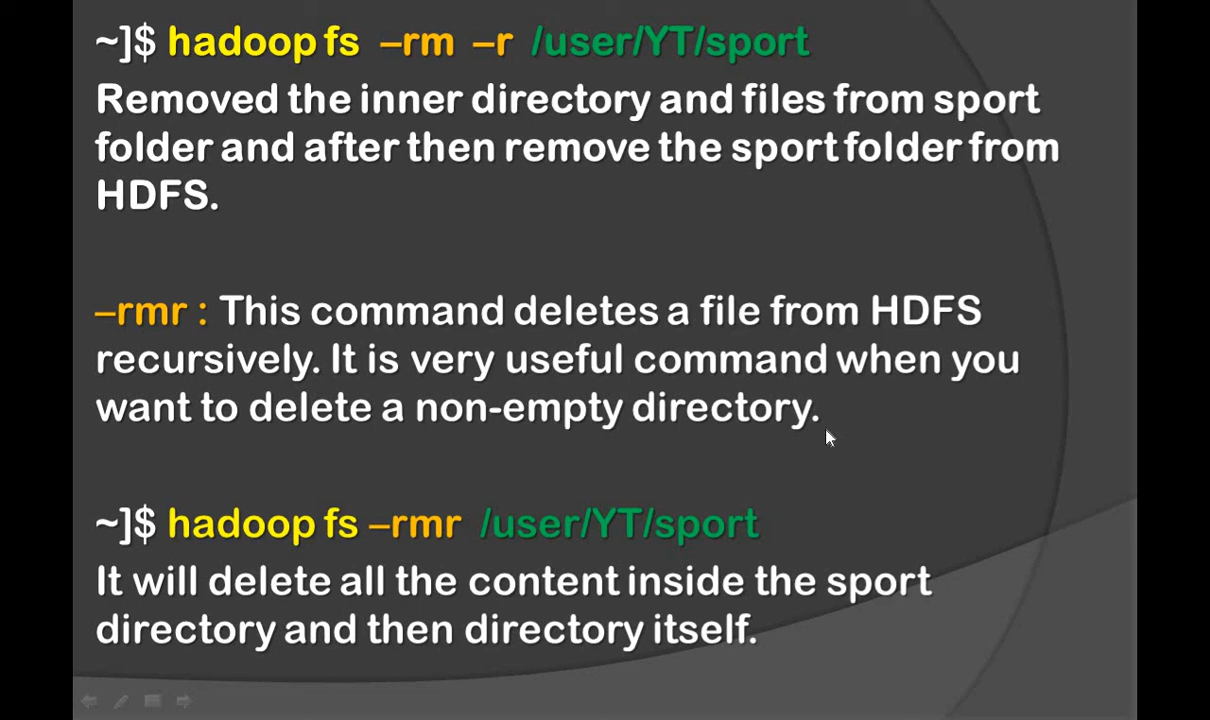 ~]$ hadoop fs –rm –r /user/YT/sport
Removed the inner directory and files from sport
folder and after then remove the sport folder from
HDFS.
–rmr : This command deletes a file from HDFS
recursively. It is very useful command when you
want to delete a non-empty directory.
~]$ hadoop fs –rmr /user/YT/sport
It will delete all the content inside the sport
directory and then directory itself.